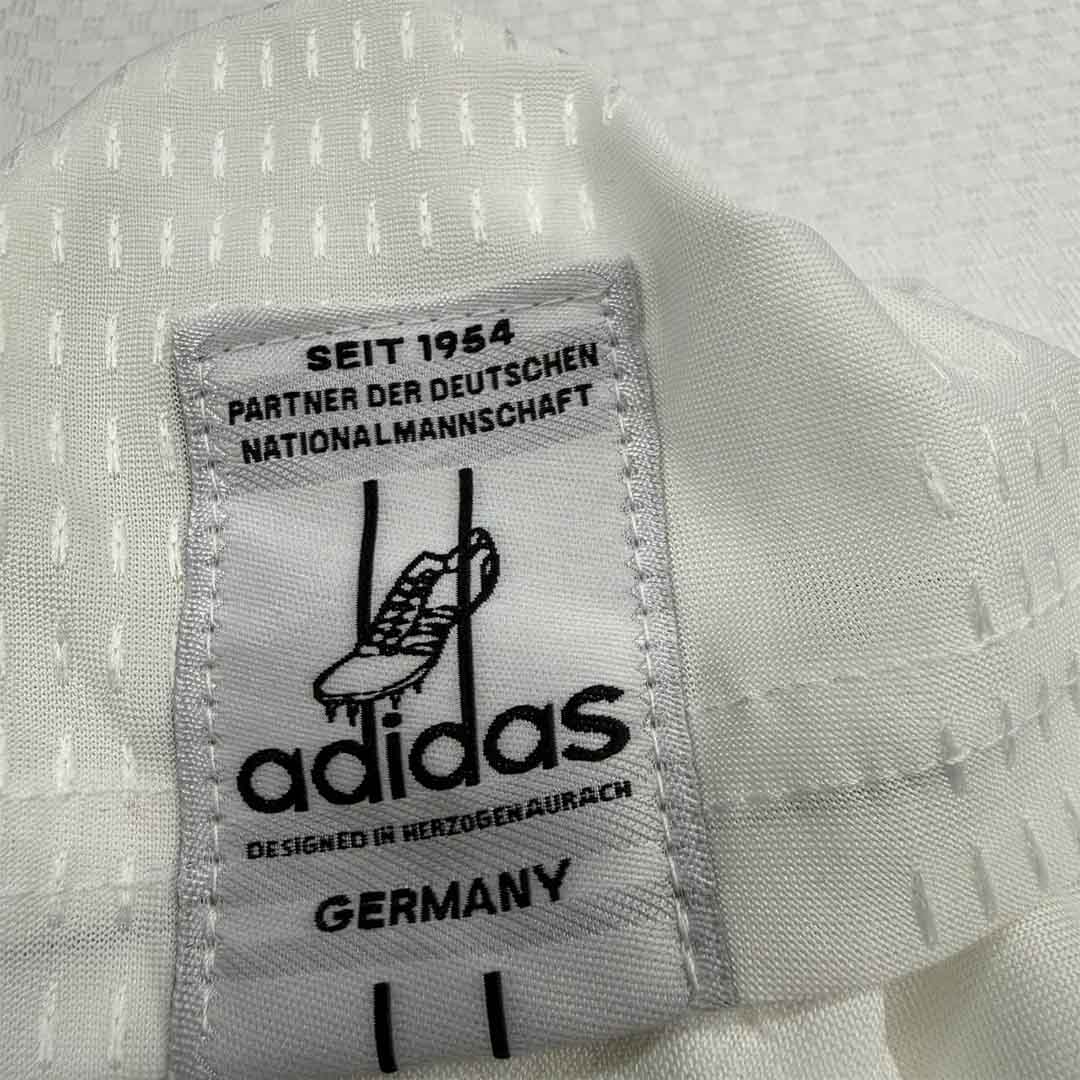 SEIT 1954
PARTNER DER DEUTSCHEN
NATIONALMANNSCHAFT
adidas
DESIGNED IN HERZOGENAURACH
GERMANY